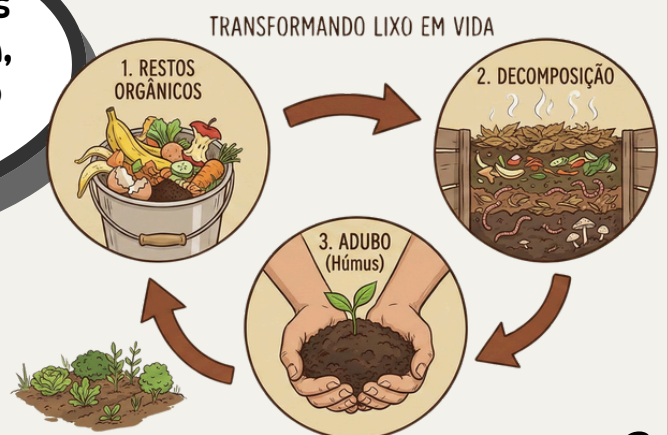 TRANSFORMANDO LIXO EM VIDA
1. RESTOS
ORGÂNICOS
2. DECOMPOSIÇÃO
3. ADUBO
(Húmus)